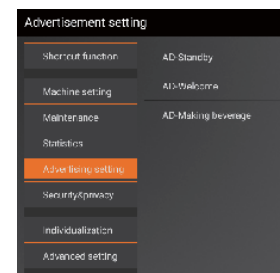 Advertisement setting
Shortcut function
Machine setting
Maintenance
Statistics
Advertising setting
Security&privacy
Individualization
Advanced setting
AD-Standby
AD-Welcome
AD-Making beverage